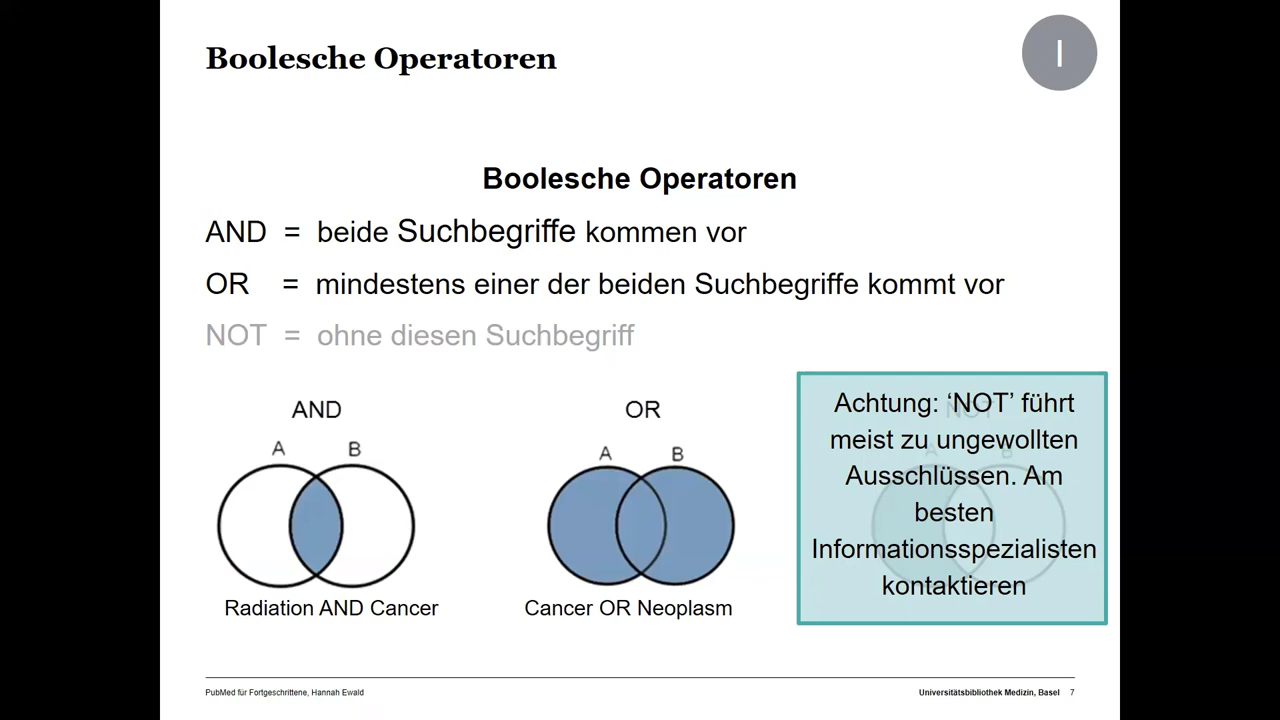 Boolesche Operatoren
I
Boolesche Operatoren
AND = beide Suchbegriffe kommen vor
OR = mindestens einer der beiden Suchbegriffe kommt vor
NOT = ohne diesen Suchbegriff
AND
A B
Radiation AND Cancer
OR
A B
Cancer OR Neoplasm
NOT
A B
Achtung: ‘NOT’ führt
meist zu ungewollten
Ausschlüssen. Am
besten
Informationsspezialisten
kontaktieren
PubMed für Fortgeschrittene, Hannah Ewald
Universitätsbibliothek Medizin, Basel 7